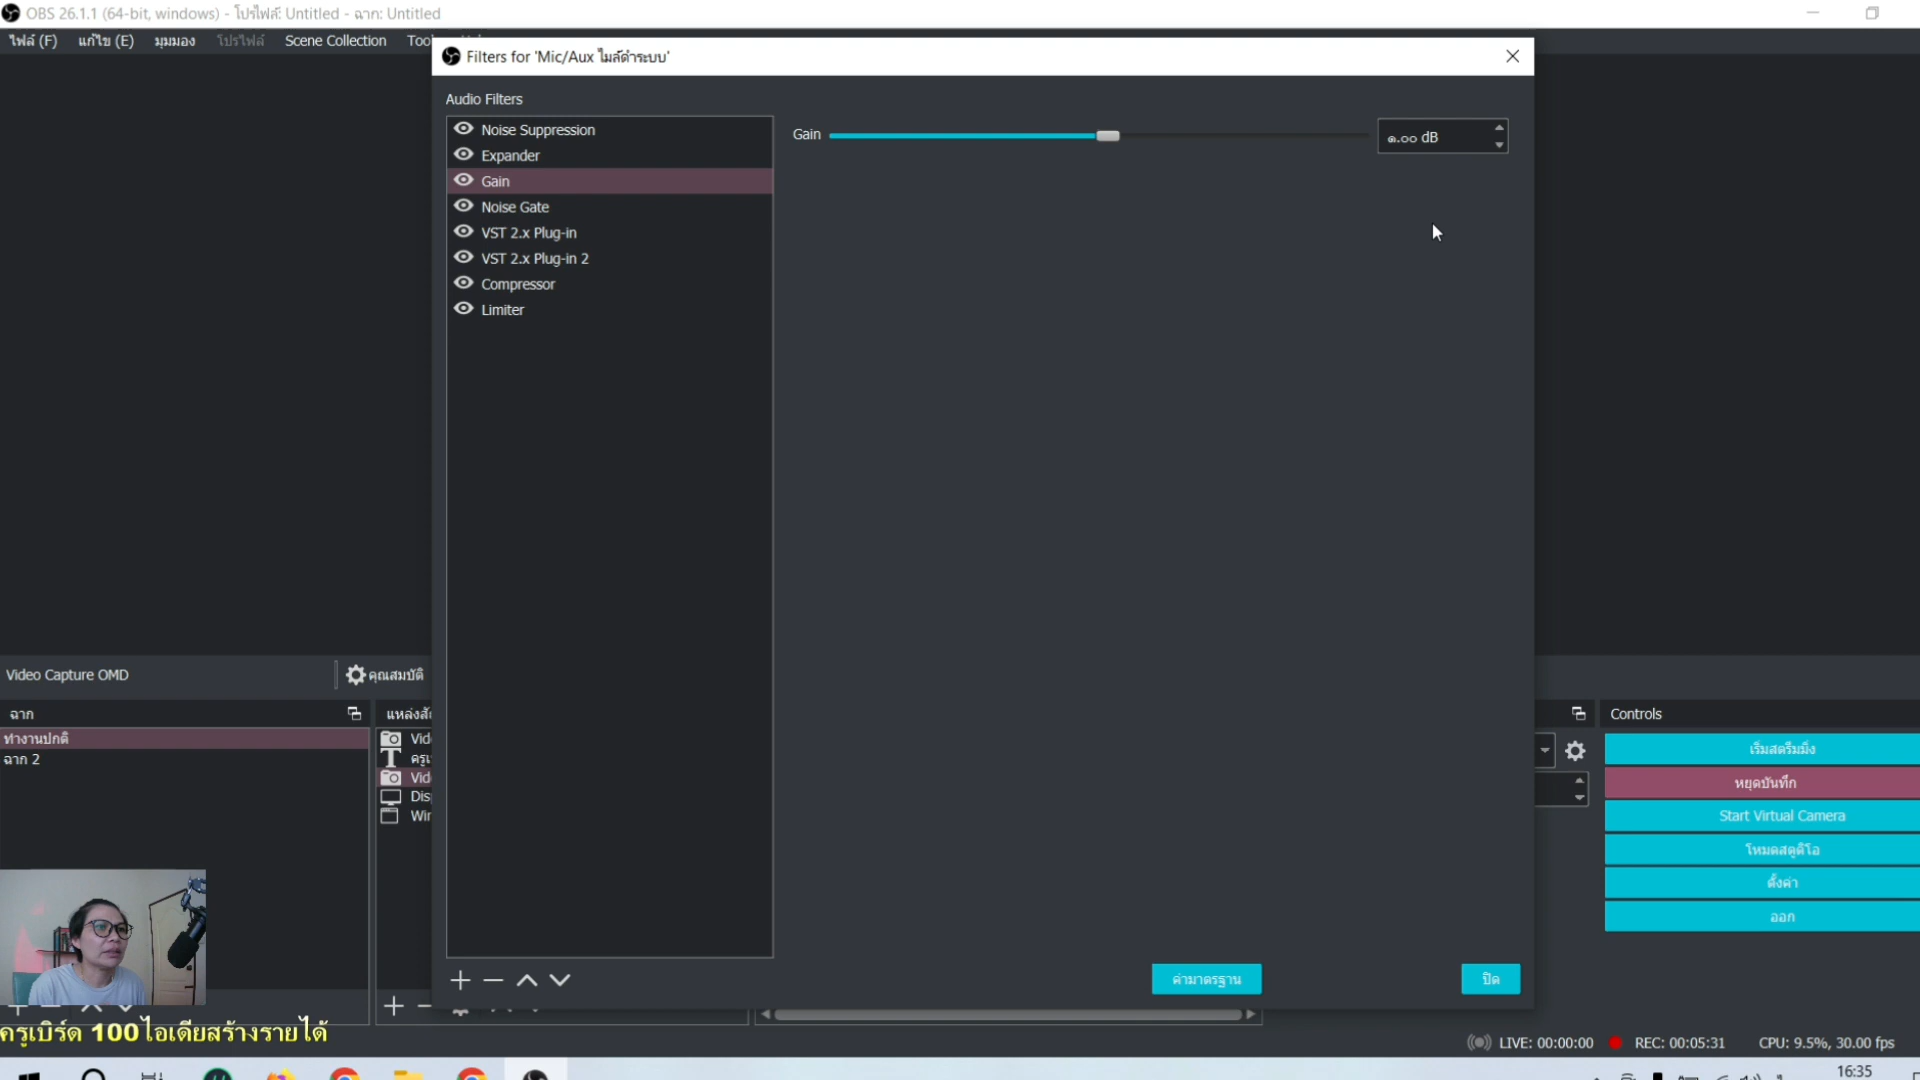 OBS 26.1.1 (64-bit, windows) - โปรไฟล์: Untitled - ฉาก: Untitled
ไฟล์ (F) แก้ไข (E) มุมมอง โปรไฟล์ Scene Collection
Filters for 'Mic/Aux ไมล์ดำระบบ'
Audio Filters
Noise Suppression
Expander
Gain
Noise Gate
VST 2.x Plug-in
VST 2.x Plug-in 2
Compressor
Limiter
Gain ๑.๐๐ dB
Video Capture OMD คุณสมบัติ
ฉาก
ทำงานปกติ
ฉาก 2
Controls
เริ่มสตรีมมิ่ง
หยุดบันทึก
Start Virtual Camera
โหมดสตูดิโอ
ตั้งค่า
ออก
ค่ามาตรฐาน ปิด
ครูเบิร์ด 100 ไอเดียสร้างรายได้
LIVE: 00:00:00 REC: 00:05:31 CPU: 9.5%, 30.00 fps
16:35